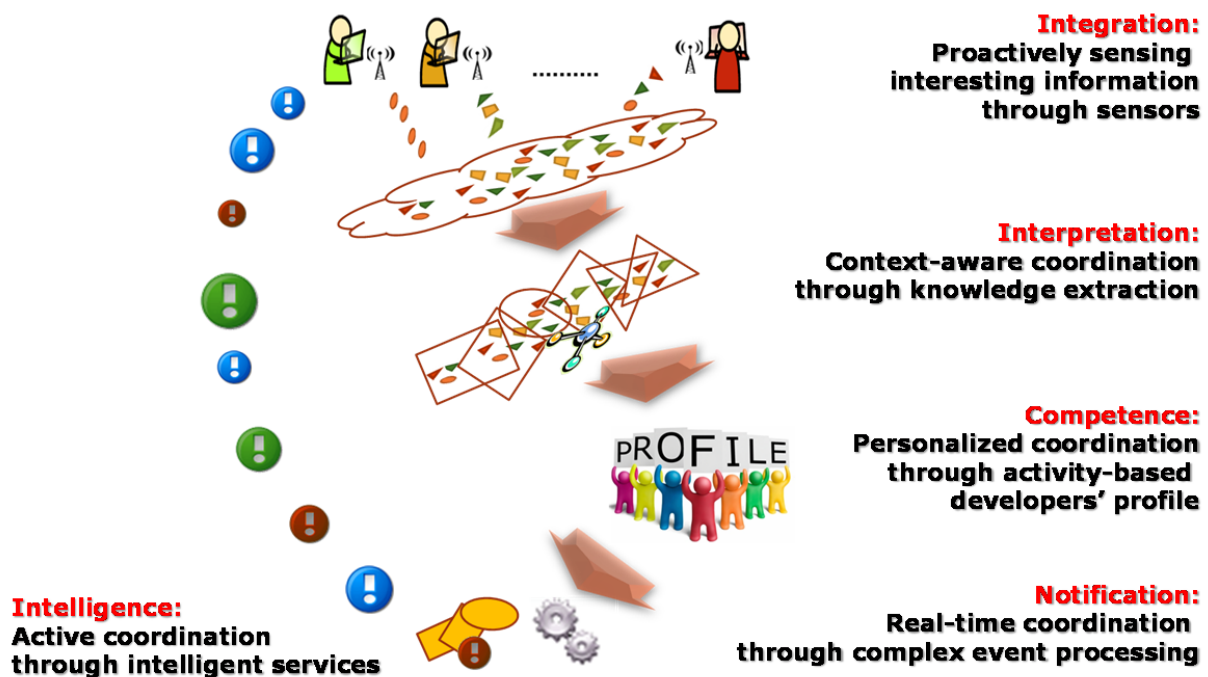 Integration:
Proactively sensing
interesting information
through sensors
Interpretation:
Context-aware coordination
through knowledge extraction
Competence:
Personalized coordination
through activity-based
developers’ profile
PROFILE
Notification:
Real-time coordination
through complex event processing
Intelligence:
Active coordination
through intelligent services